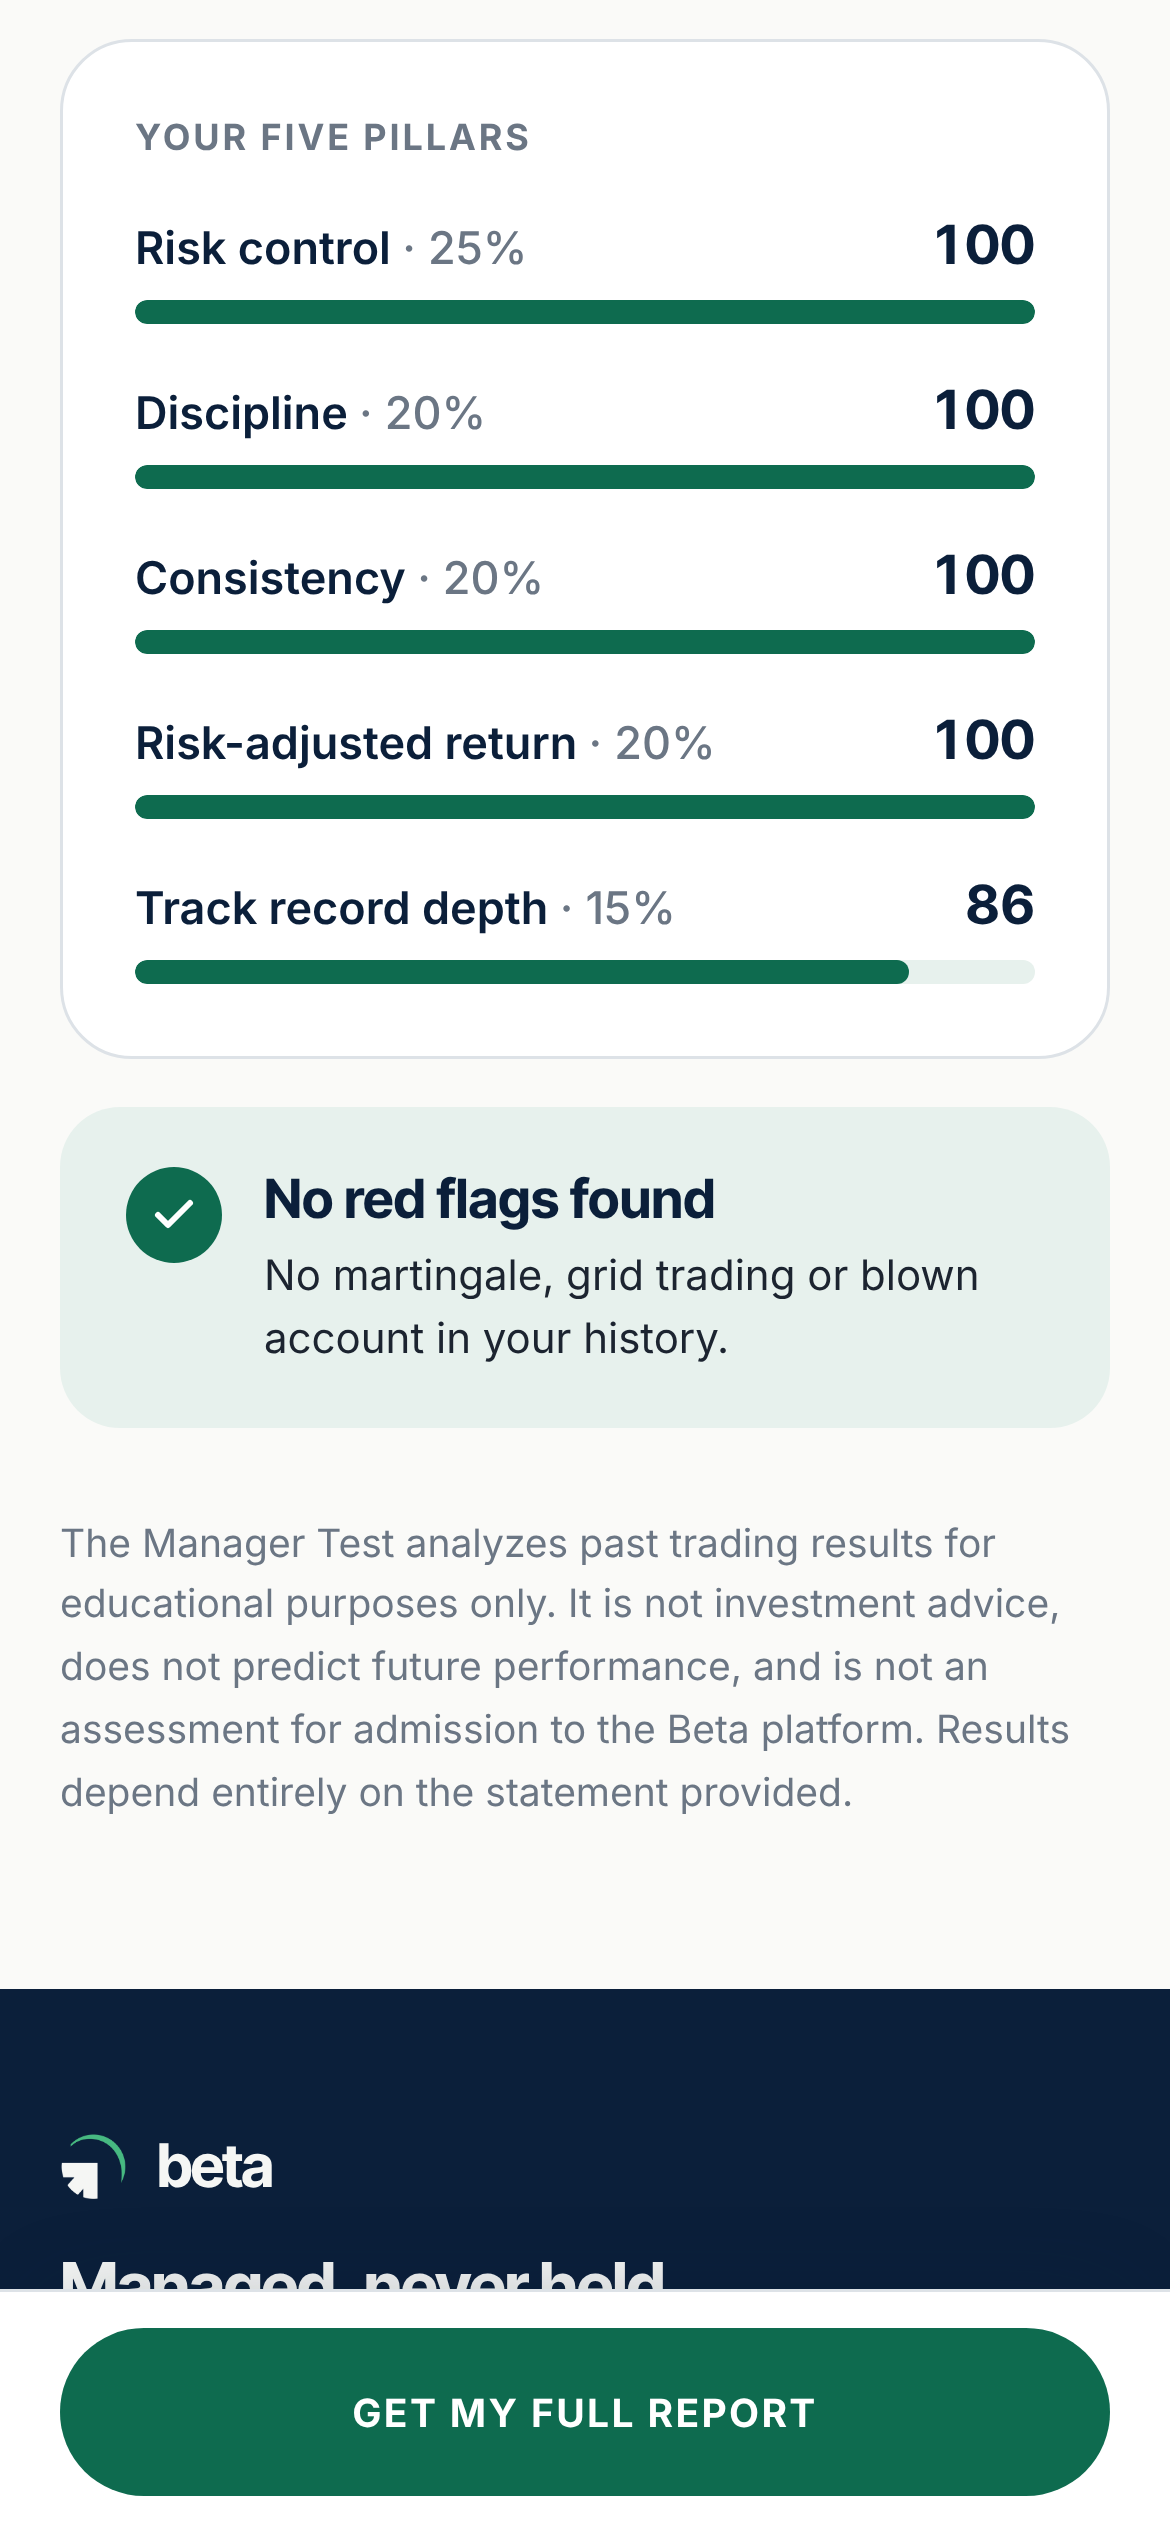 YOUR FIVE PILLARS
Risk control · 25% 100
Discipline · 20% 100
Consistency · 20% 100
Risk-adjusted return · 20% 100
Track record depth · 15% 86
No red flags found
No martingale, grid trading or blown
account in your history.
The Manager Test analyzes past trading results for
educational purposes only. It is not investment advice,
does not predict future performance, and is not an
assessment for admission to the Beta platform. Results
depend entirely on the statement provided.
beta
Managed, never held
GET MY FULL REPORT